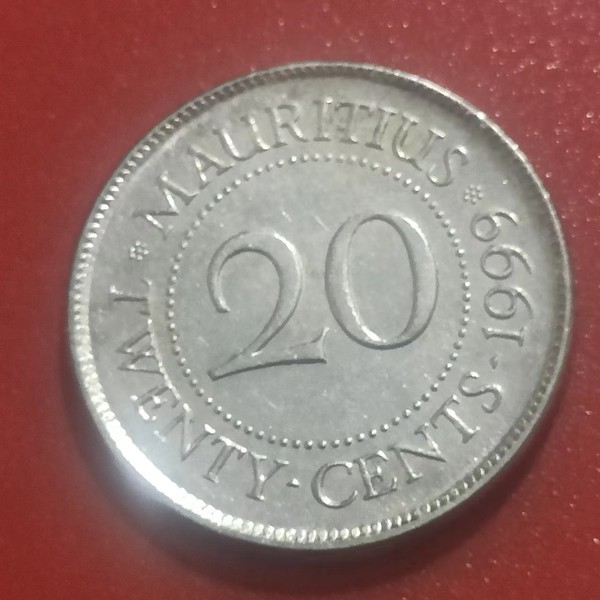 MAURITIUS
20
TWENTY · CENTS · 1999